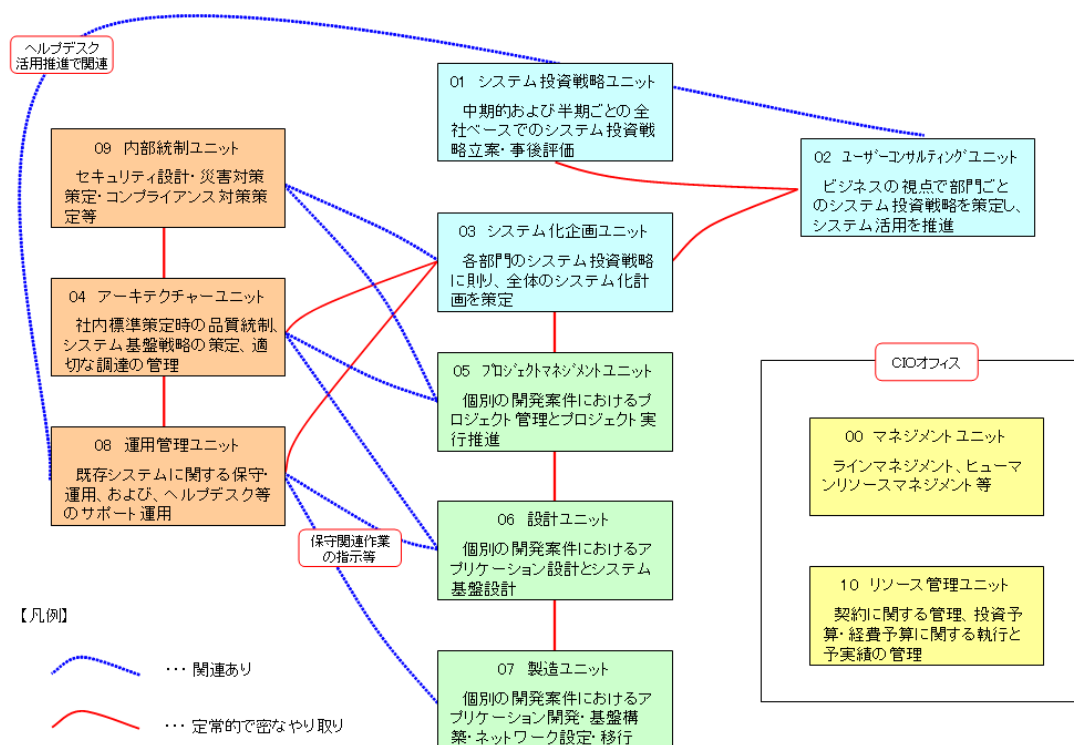 ヘルプデスク
活用推進で関連
01 システム投資戦略ユニット
中期的および半期ごとの全
社ベースでのシステム投資戦
略立案・事後評価
09 内部統制ユニット
セキュリティ設計・災害対策
策定・コンプライアンス対策策
定等
02 ユーザーコンサルティングユニット
ビジネスの視点で部門ごと
のシステム投資戦略を策定し、
システム活用を推進
03 システム化企画ユニット
各部門のシステム投資戦略
に則り、全体のシステム化計
画を策定
04 アーキテクチャーユニット
社内標準策定時の品質統制、
システム基盤戦略の策定、適
切な調達の管理
05 プロジェクトマネジメントユニット
個別の開発案件におけるプ
ロジェクト管理とプロジェクト実
行推進
CIOオフィス
00 マネジメントユニット
ラインマネジメント、ヒューマ
ンリソースマネジメント等
08 運用管理ユニット
既存システムに関する保守・
運用、および、ヘルプデスク等
のサポート運用
保守関連作業
の指示等
06 設計ユニット
個別の開発案件におけるア
プリケーション設計とシステム
基盤設計
10 リソース管理ユニット
契約に関する管理、投資予
算・経費予算に関する執行と
予実績の管理
07 製造ユニット
個別の開発案件におけるア
プリケーション開発・基盤構
築・ネットワーク設定・移行
【凡例】
・・・ 関連あり
・・・ 定常的で密なやり取り